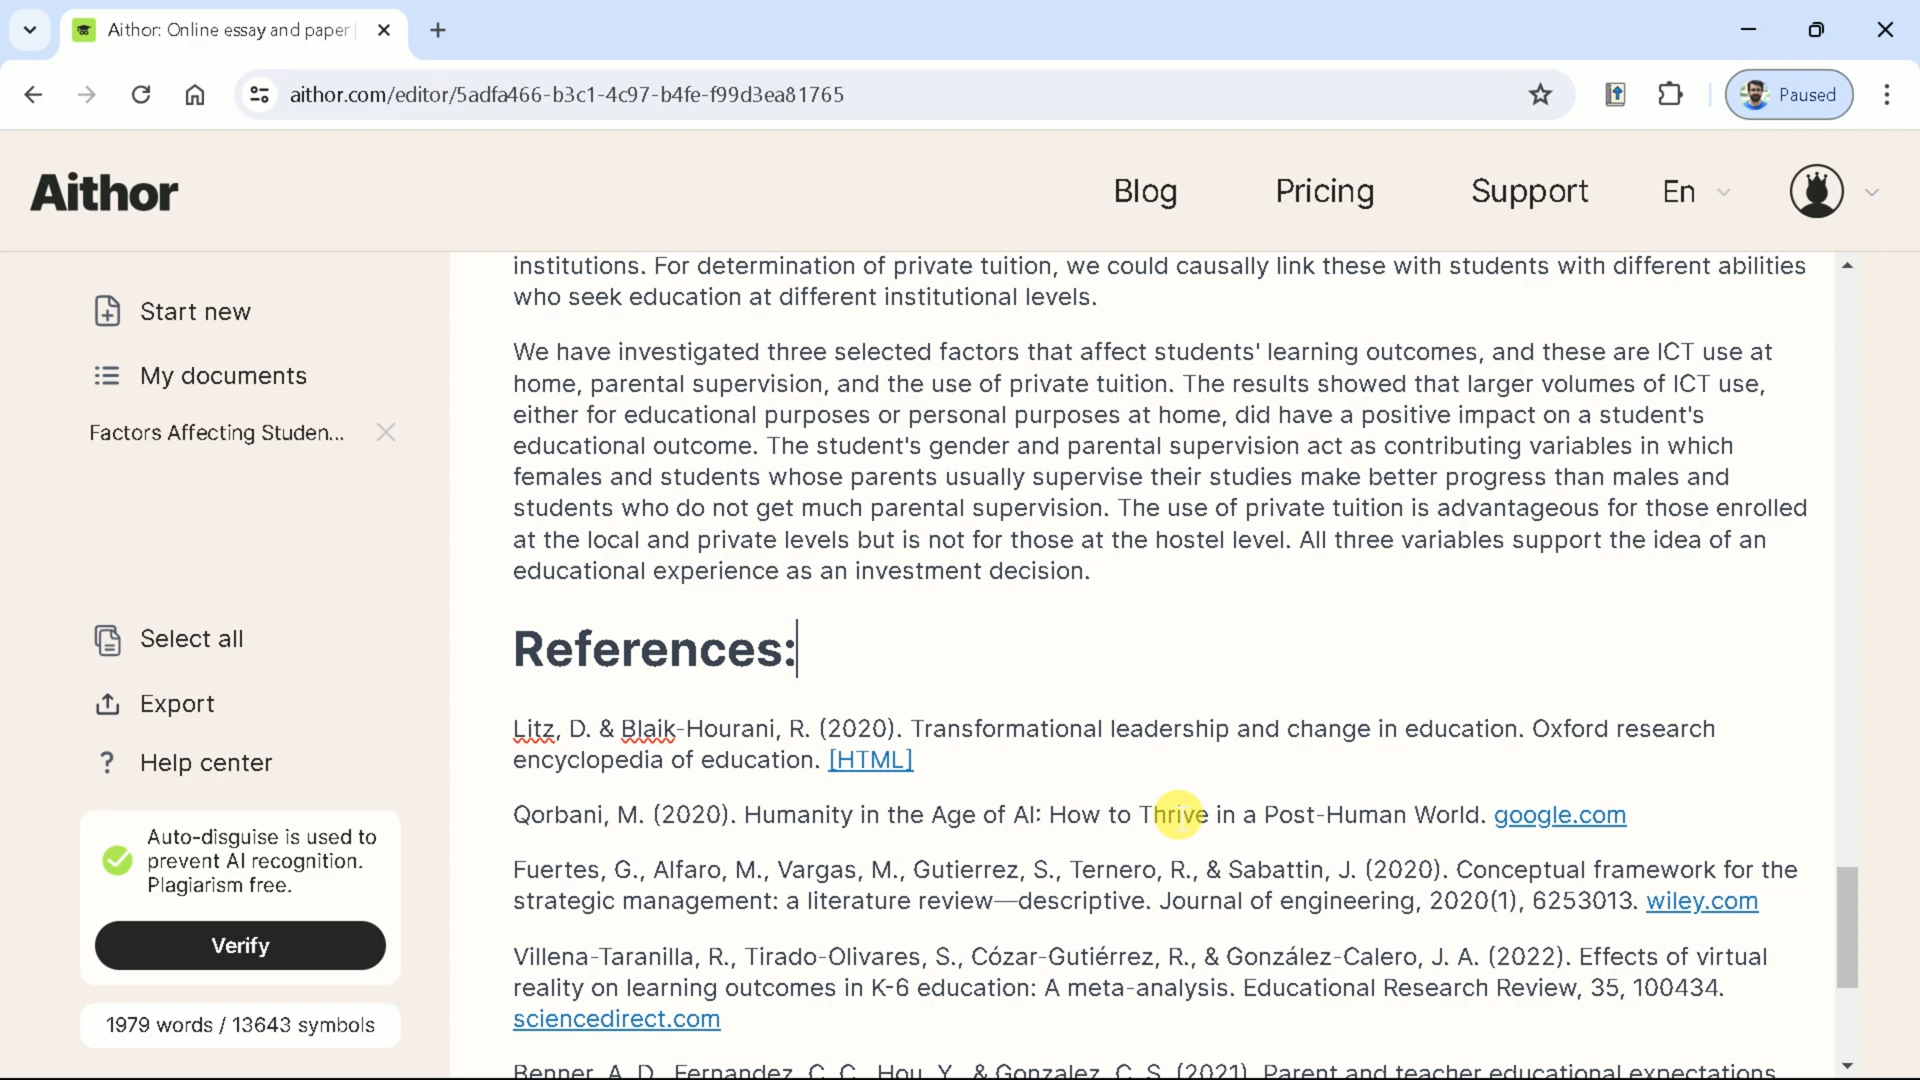 Aithor: Online essay and paper
aithor.com/editor/5adfa466-b3c1-4c97-b4fe-f99d3ea81765
Paused
Aithor
Blog
Pricing
Support
En
Start new
My documents
Factors Affecting Studen...
Select all
Export
Help center
Auto-disguise is used to
prevent AI recognition.
Plagiarism free.
Verify
1979 words / 13643 symbols
institutions. For determination of private tuition, we could causally link these with students with different abilities
who seek education at different institutional levels.
We have investigated three selected factors that affect students' learning outcomes, and these are ICT use at
home, parental supervision, and the use of private tuition. The results showed that larger volumes of ICT use,
either for educational purposes or personal purposes at home, did have a positive impact on a student's
educational outcome. The student's gender and parental supervision act as contributing variables in which
females and students whose parents usually supervise their studies make better progress than males and
students who do not get much parental supervision. The use of private tuition is advantageous for those enrolled
at the local and private levels but is not for those at the hostel level. All three variables support the idea of an
educational experience as an investment decision.
References:
Litz, D. & Blaik-Hourani, R. (2020). Transformational leadership and change in education. Oxford research
encyclopedia of education. [HTML]
Qorbani, M. (2020). Humanity in the Age of AI: How to Thrive in a Post-Human World. google.com
Fuertes, G., Alfaro, M., Vargas, M., Gutierrez, S., Ternero, R., & Sabattin, J. (2020). Conceptual framework for the
strategic management: a literature review—descriptive. Journal of engineering, 2020(1), 6253013. wiley.com
Villena-Taranilla, R., Tirado-Olivares, S., Cózar-Gutiérrez, R., & González-Calero, J. A. (2022). Effects of virtual
reality on learning outcomes in K-6 education: A meta-analysis. Educational Research Review, 35, 100434.
sciencedirect.com
Benner, A. D., Fernandez, C. C., Hou, Y., & Gonzalez, C. S. (2021). Parent and teacher educational expectations